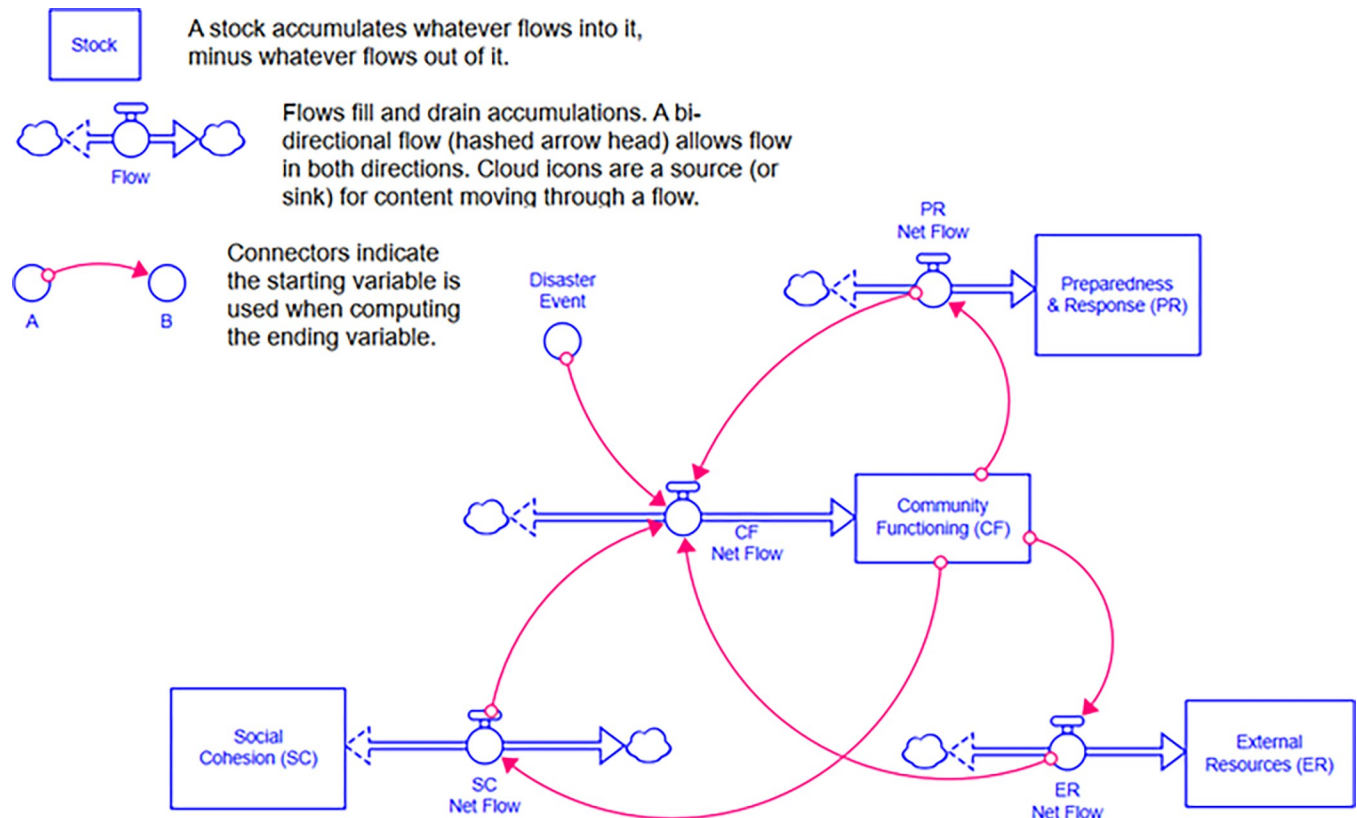 Stock
A stock accumulates whatever flows into it,
minus whatever flows out of it.
Flow
Flows fill and drain accumulations. A bi-
directional flow (hashed arrow head) allows flow
in both directions. Cloud icons are a source (or
sink) for content moving through a flow.
A
B
Connectors indicate
the starting variable is
used when computing
the ending variable.
Disaster
Event
PR
Net Flow
Preparedness
& Response (PR)
CF
Net Flow
Community
Functioning (CF)
Social
Cohesion (SC)
SC
Net Flow
ER
Net Flow
External
Resources (ER)